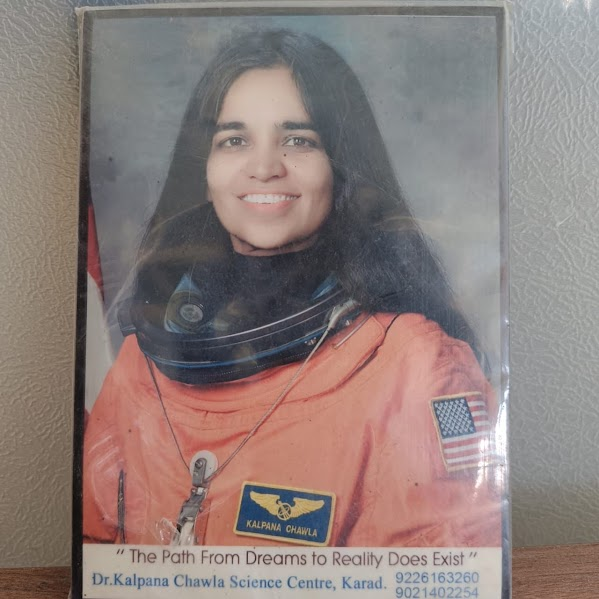 KALPANA CHAWLA
" The Path From Dreams to Reality Does Exist "
Dr.Kalpana Chawla Science Centre, Karad. 9226163260
9021402254